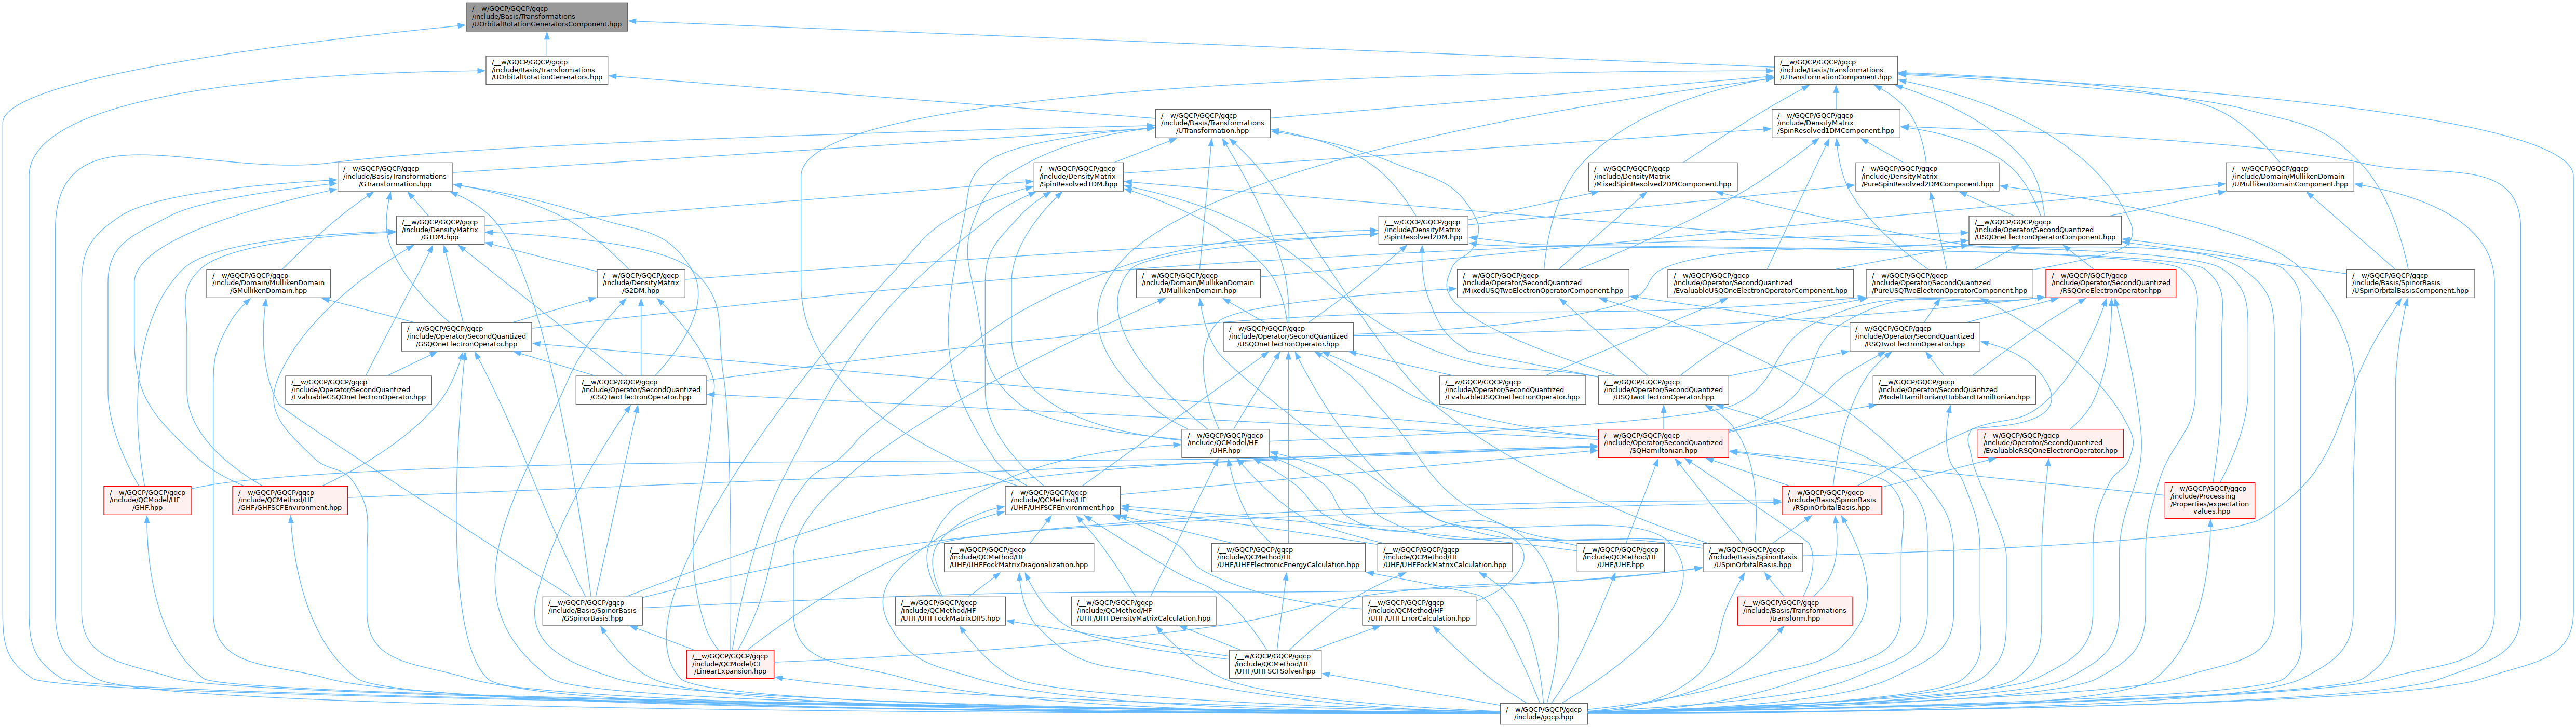 /__w/GQCP/GQCP/gqcp
/include/Basis/Transformations
/UOrbitalRotationGeneratorsComponent.hpp
/__w/GQCP/GQCP/gqcp
/include/Basis/Transformations
/UOrbitalRotationGenerators.hpp
/__w/GQCP/GQCP/gqcp
/include/Basis/Transformations
/UTransformationComponent.hpp
/__w/GQCP/GQCP/gqcp
/include/Basis/Transformations
/UTransformation.hpp
/__w/GQCP/GQCP/gqcp
/include/DensityMatrix
/SpinResolved1DMComponent.hpp
/__w/GQCP/GQCP/gqcp
/include/Basis/Transformations
/GTransformation.hpp
/__w/GQCP/GQCP/gqcp
/include/DensityMatrix
/SpinResolved1DM.hpp
/__w/GQCP/GQCP/gqcp
/include/DensityMatrix
/MixedSpinResolved2DMComponent.hpp
/__w/GQCP/GQCP/gqcp
/include/DensityMatrix
/PureSpinResolved2DMComponent.hpp
/__w/GQCP/GQCP/gqcp
/include/Domain/MullikenDomain
/UMullikenDomainComponent.hpp
/__w/GQCP/GQCP/gqcp
/include/DensityMatrix
/G1DM.hpp
/__w/GQCP/GQCP/gqcp
/include/DensityMatrix
/SpinResolved2DM.hpp
/__w/GQCP/GQCP/gqcp
/include/Operator/SecondQuantized
/USQOneElectronOperatorComponent.hpp
/__w/GQCP/GQCP/gqcp
/include/Domain/MullikenDomain
/GMullikenDomain.hpp
/__w/GQCP/GQCP/gqcp
/include/DensityMatrix
/G2DM.hpp
/__w/GQCP/GQCP/gqcp
/include/Domain/MullikenDomain
/UMullikenDomain.hpp
/__w/GQCP/GQCP/gqcp
/include/Operator/SecondQuantized
/MixedUSQTwoElectronOperatorComponent.hpp
/__w/GQCP/GQCP/gqcp
/include/Operator/SecondQuantized
/EvaluableUSQOneElectronOperatorComponent.hpp
/__w/GQCP/GQCP/gqcp
/include/Operator/SecondQuantized
/PureUSQTwoElectronOperatorComponent.hpp
/__w/GQCP/GQCP/gqcp
/include/Operator/SecondQuantized
/RSQOneElectronOperator.hpp
/__w/GQCP/GQCP/gqcp
/include/Basis/SpinorBasis
/USpinOrbitalBasisComponent.hpp
/__w/GQCP/GQCP/gqcp
/include/Operator/SecondQuantized
/GSQOneElectronOperator.hpp
/__w/GQCP/GQCP/gqcp
/include/Operator/SecondQuantized
/USQOneElectronOperator.hpp
/__w/GQCP/GQCP/gqcp
/include/Operator/SecondQuantized
/RSQTwoElectronOperator.hpp
/__w/GQCP/GQCP/gqcp
/include/Operator/SecondQuantized
/EvaluableGSQOneElectronOperator.hpp
/__w/GQCP/GQCP/gqcp
/include/Operator/SecondQuantized
/GSQTwoElectronOperator.hpp
/__w/GQCP/GQCP/gqcp
/include/Operator/SecondQuantized
/EvaluableUSQOneElectronOperator.hpp
/__w/GQCP/GQCP/gqcp
/include/Operator/SecondQuantized
/USQTwoElectronOperator.hpp
/__w/GQCP/GQCP/gqcp
/include/Operator/SecondQuantized
/ModelHamiltonian/HubbardHamiltonian.hpp
/__w/GQCP/GQCP/gqcp
/include/QCModel/HF
/UHF.hpp
/__w/GQCP/GQCP/gqcp
/include/Operator/SecondQuantized
/SQHamiltonian.hpp
/__w/GQCP/GQCP/gqcp
/include/Operator/SecondQuantized
/EvaluableRSQOneElectronOperator.hpp
/__w/GQCP/GQCP/gqcp
/include/QCModel/HF
/GHF.hpp
/__w/GQCP/GQCP/gqcp
/include/QCMethod/HF
/GHF/GHFSCFEnvironment.hpp
/__w/GQCP/GQCP/gqcp
/include/QCMethod/HF
/UHF/UHFSCFEnvironment.hpp
/__w/GQCP/GQCP/gqcp
/include/Basis/SpinorBasis
/RSpinOrbitalBasis.hpp
/__w/GQCP/GQCP/gqcp
/include/Processing
/Properties/expectation
_values.hpp
/__w/GQCP/GQCP/gqcp
/include/QCMethod/HF
/UHF/UHFFockMatrixDiagonalization.hpp
/__w/GQCP/GQCP/gqcp
/include/QCMethod/HF
/UHF/UHFElectronicEnergyCalculation.hpp
/__w/GQCP/GQCP/gqcp
/include/QCMethod/HF
/UHF/UHFFockMatrixCalculation.hpp
/__w/GQCP/GQCP/gqcp
/include/QCMethod/HF
/UHF/UHF.hpp
/__w/GQCP/GQCP/gqcp
/include/Basis/SpinorBasis
/USpinOrbitalBasis.hpp
/__w/GQCP/GQCP/gqcp
/include/Basis/SpinorBasis
/GSpinorBasis.hpp
/__w/GQCP/GQCP/gqcp
/include/QCMethod/HF
/UHF/UHFFockMatrixDIIS.hpp
/__w/GQCP/GQCP/gqcp
/include/QCMethod/HF
/UHF/UHFDensityMatrixCalculation.hpp
/__w/GQCP/GQCP/gqcp
/include/QCMethod/HF
/UHF/UHFErrorCalculation.hpp
/__w/GQCP/GQCP/gqcp
/include/Basis/Transformations
/transform.hpp
/__w/GQCP/GQCP/gqcp
/include/QCModel/CI
/LinearExpansion.hpp
/__w/GQCP/GQCP/gqcp
/include/QCMethod/HF
/UHF/UHFSCFSolver.hpp
/__w/GQCP/GQCP/gqcp
/include/gqcp.hpp